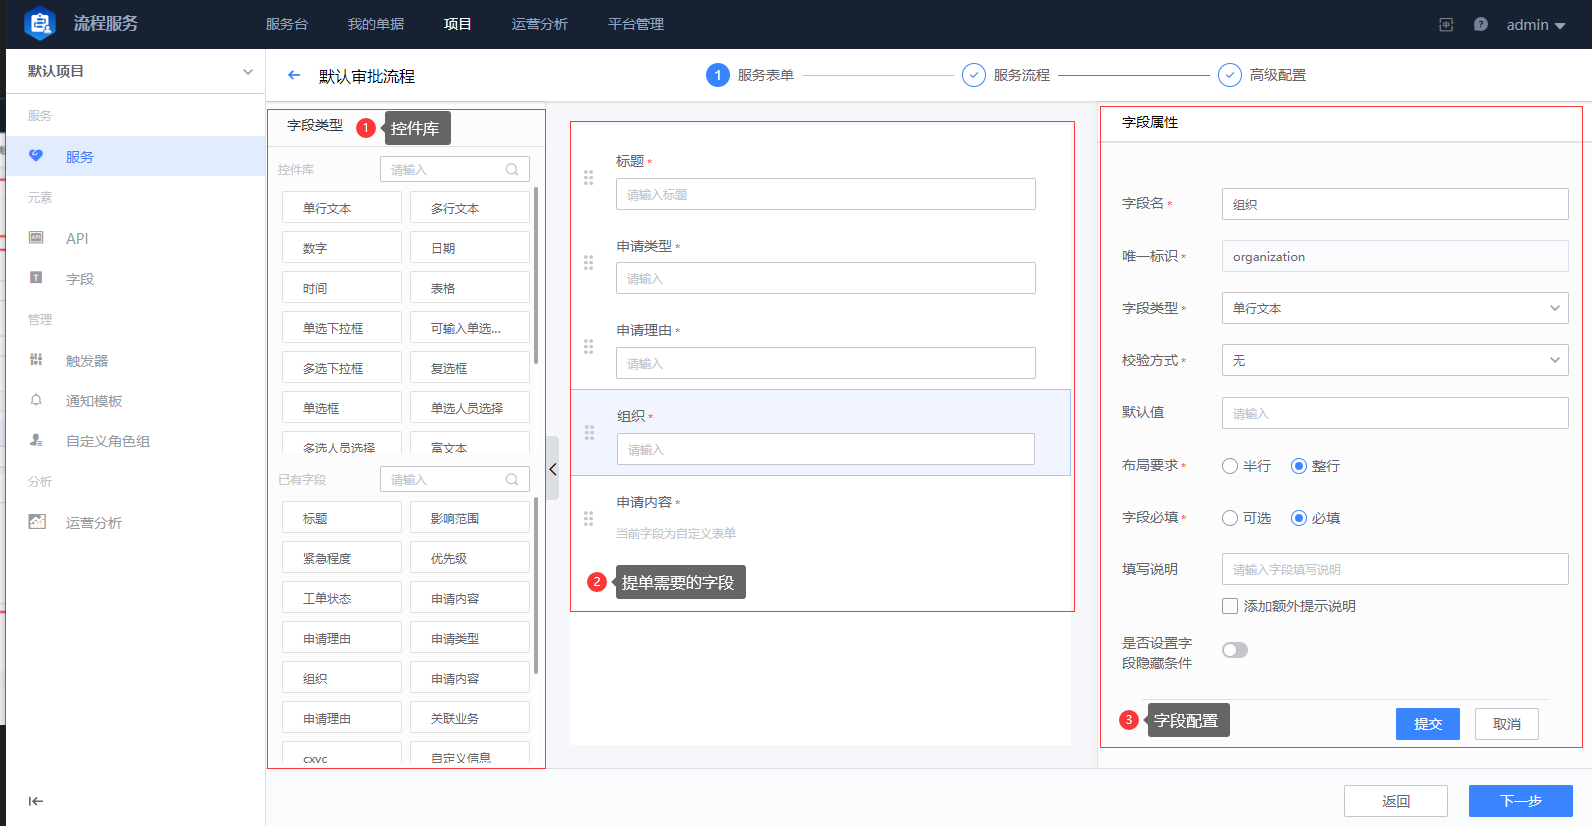 流程服务
服务台
我的单据
项目
运营分析
平台管理
admin
默认项目
服务
服务
元素
API
字段
管理
触发器
通知模板
自定义角色组
分析
运营分析
默认审批流程
1 服务表单
服务流程
高级配置
字段类型
1 控件库
控件库
请输入
单行文本
多行文本
数字
日期
时间
表格
单选下拉框
可输入单选...
多选下拉框
复选框
单选框
单选人员选择
多选人员选择
富文本
已有字段
请输入
标题
影响范围
紧急程度
优先级
工单状态
申请内容
申请理由
申请类型
组织
申请内容
申请理由
关联业务
cxvc
自定义信息
标题 *
请输入标题
申请类型 *
请输入
申请理由 *
请输入
组织 *
请输入
申请内容 *
当前字段为自定义表单
2 提单需要的字段
字段属性
字段名 *
组织
唯一标识 *
organization
字段类型 *
单行文本
校验方式 *
无
默认值
请输入
布局要求 *
半行
整行
字段必填 *
可选
必填
填写说明
请输入字段填写说明
添加额外提示说明
是否设置字
段隐藏条件
3 字段配置
提交
取消
返回
下一步